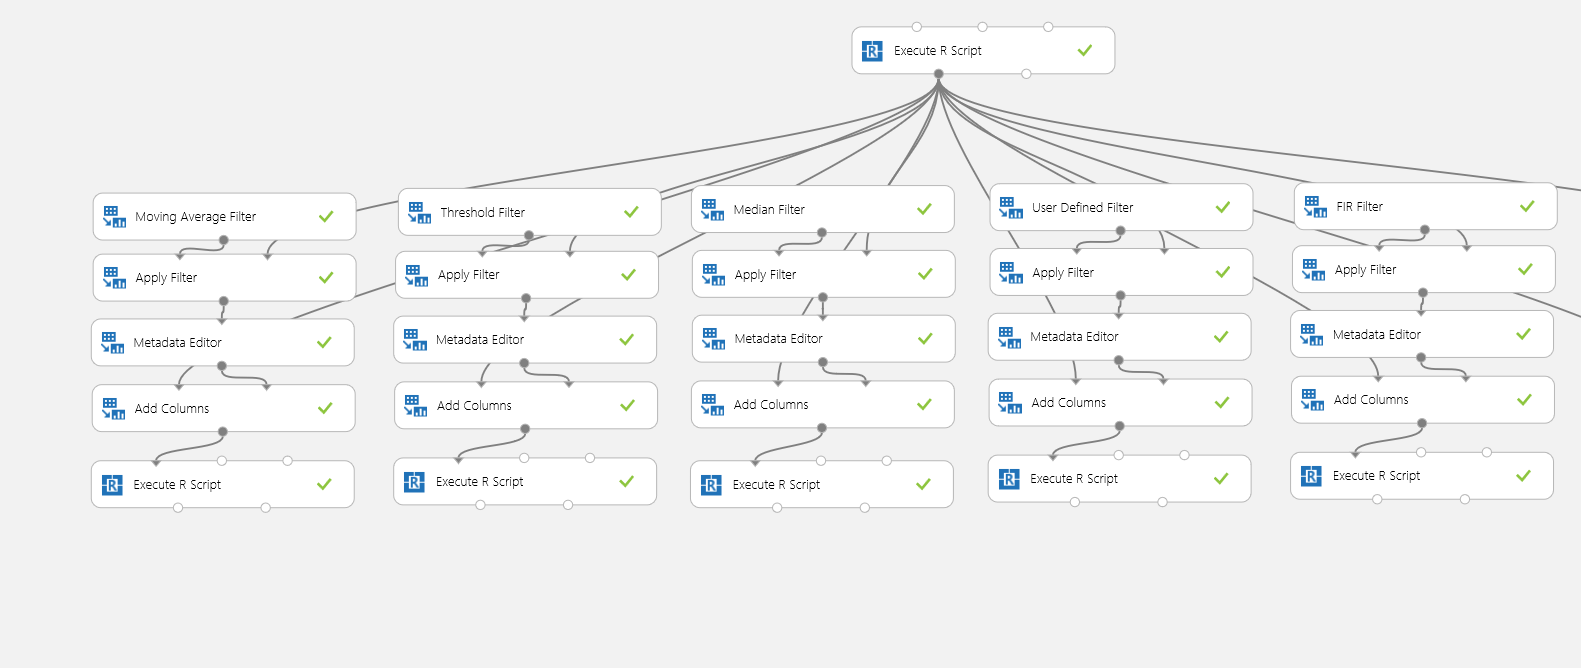 Execute R Script
Moving Average Filter
Threshold Filter
Median Filter
User Defined Filter
FIR Filter
Apply Filter
Apply Filter
Apply Filter
Apply Filter
Apply Filter
Metadata Editor
Metadata Editor
Metadata Editor
Metadata Editor
Metadata Editor
Add Columns
Add Columns
Add Columns
Add Columns
Add Columns
Execute R Script
Execute R Script
Execute R Script
Execute R Script
Execute R Script